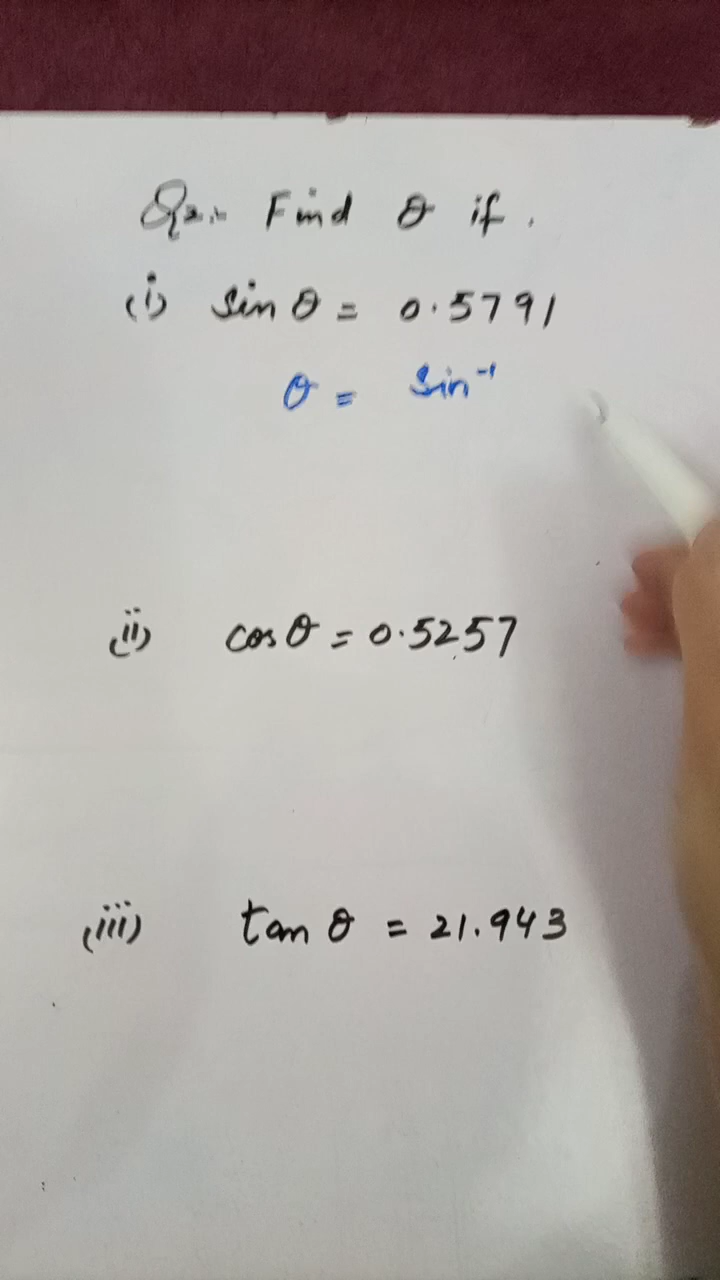 Q2:- Find θ if.
(i) sin θ = 0.5791
θ = sin⁻¹
(ii) cos θ = 0.5257
(iii) tan θ = 21.943